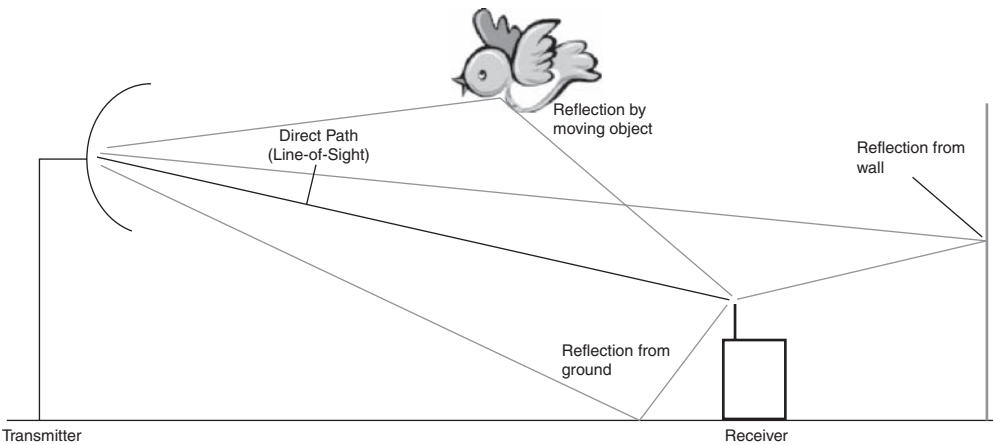 Reflection by
moving object
Direct Path
(Line-of-Sight)
Reflection from
wall
Reflection from
ground
Transmitter
Receiver